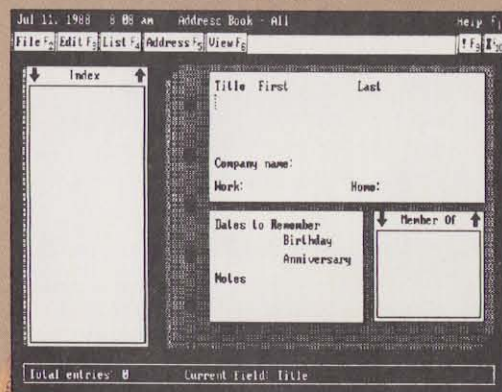 Jul 11, 1988 8 08 am Address Book - All Help F1
File F2 Edit F3 List F4 Address F5 View F6 ! F9 F10
Index
Title First Last
Company name:
Work: Home:
Dates to Remember
Birthday
Anniversary
Notes
Member Of
Total entries: 0 Current Field: Title